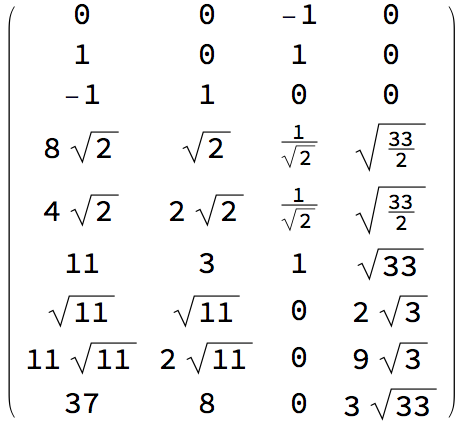 0 0 -1 0
1 0 1 0
-1 1 0 0
8 √2 √2 1/√2 √(33/2)
4 √2 2 √2 1/√2 √(33/2)
11 3 1 √33
√11 √11 0 2 √3
11 √11 2 √11 0 9 √3
37 8 0 3 √33